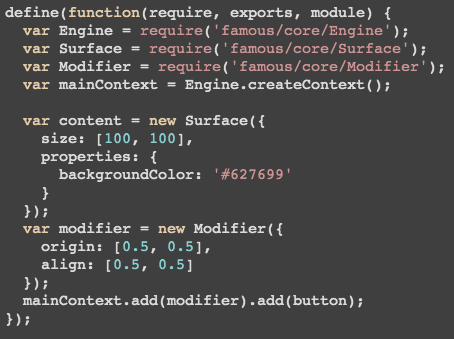 define(function(require, exports, module) {
  var Engine = require('famous/core/Engine');
  var Surface = require('famous/core/Surface');
  var Modifier = require('famous/core/Modifier');
  var mainContext = Engine.createContext();

  var content = new Surface({
    size: [100, 100],
    properties: {
      backgroundColor: '#627699'
    }
  });
  var modifier = new Modifier({
    origin: [0.5, 0.5],
    align: [0.5, 0.5]
  });
  mainContext.add(modifier).add(button);
});